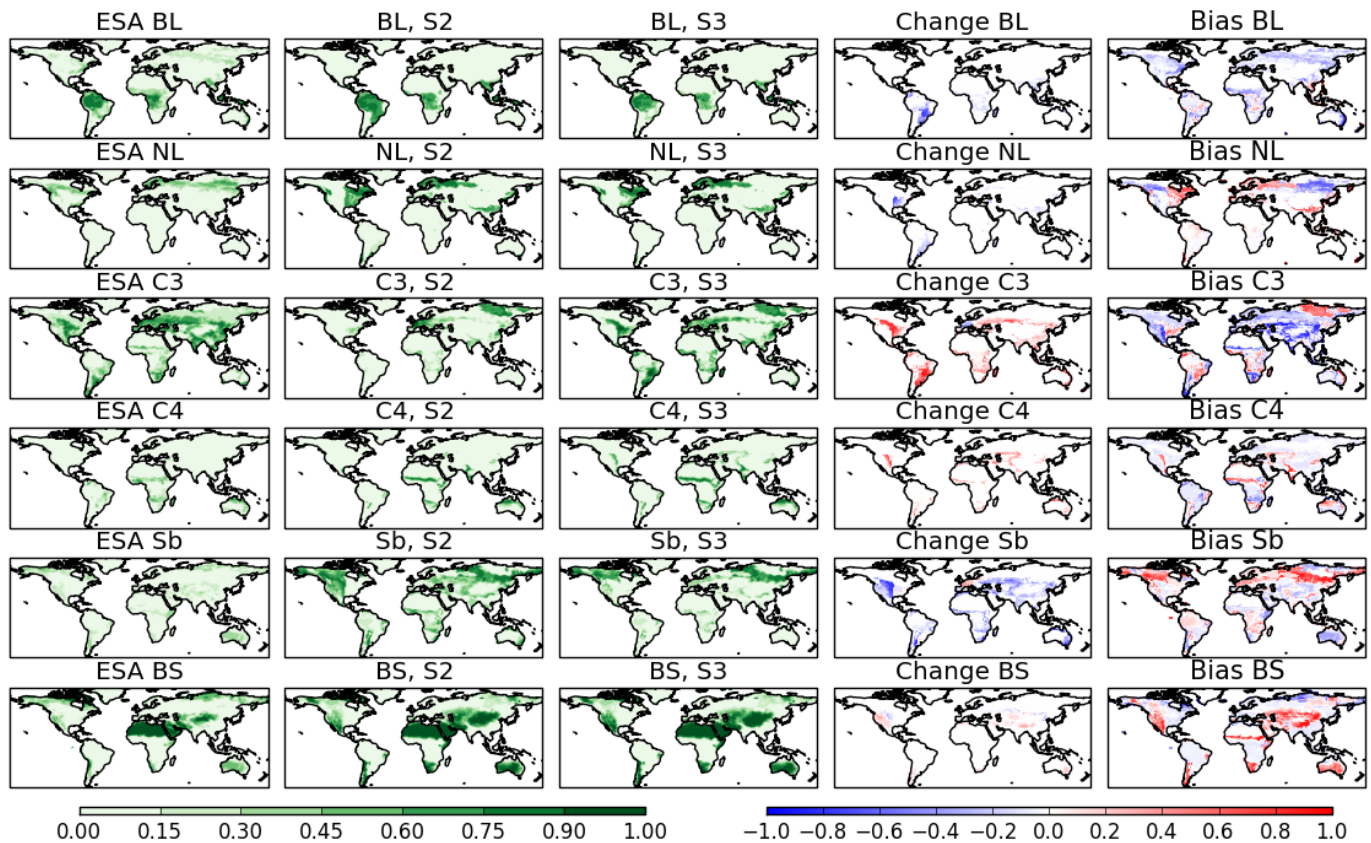 ESA BL BL, S2 BL, S3 Change BL Bias BL
ESA NL NL, S2 NL, S3 Change NL Bias NL
ESA C3 C3, S2 C3, S3 Change C3 Bias C3
ESA C4 C4, S2 C4, S3 Change C4 Bias C4
ESA Sb Sb, S2 Sb, S3 Change Sb Bias Sb
ESA BS BS, S2 BS, S3 Change BS Bias BS
0.00 0.15 0.30 0.45 0.60 0.75 0.90 1.00 −1.0 −0.8 −0.6 −0.4 −0.2 0.0 0.2 0.4 0.6 0.8 1.0